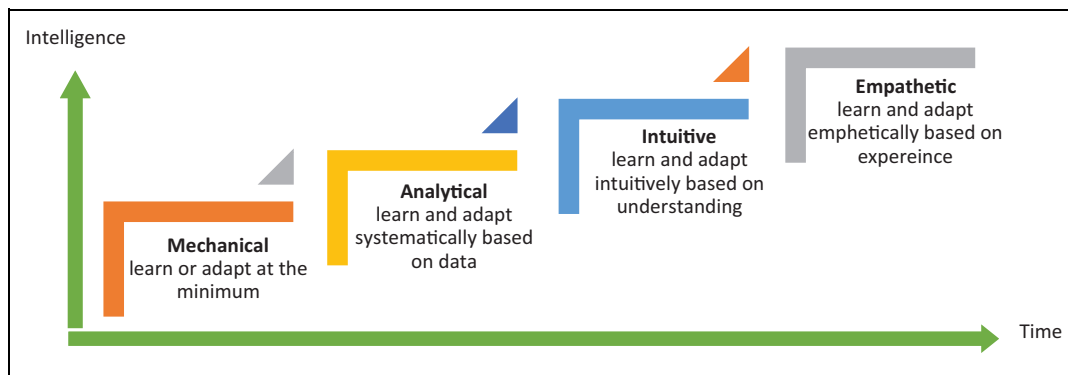 Intelligence
Mechanical
learn or adapt at the
minimum
Analytical
learn and adapt
systematically based
on data
Intuitive
learn and adapt
intuitively based on
understanding
Empathetic
learn and adapt
emphetically based on
expereince
Time